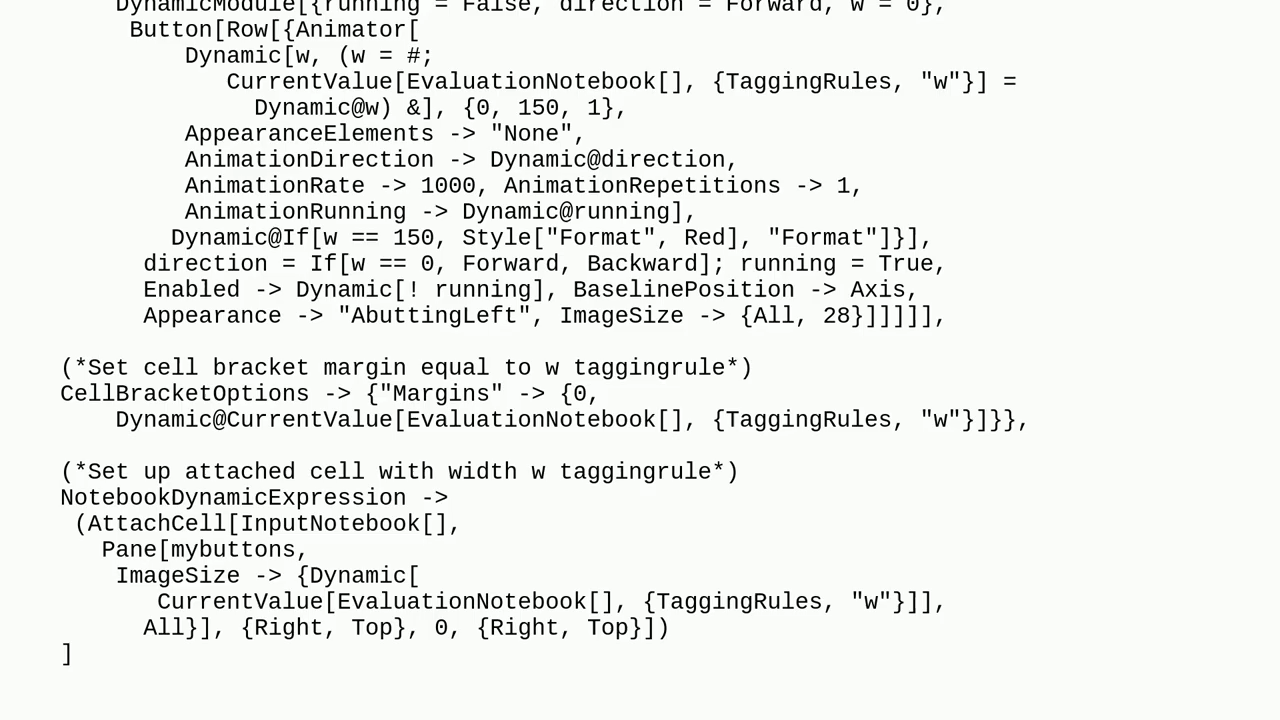 DynamicModule[{running = False, direction = Forward, w = 0},
Button[Row[{Animator[
Dynamic[w, (w = #;
CurrentValue[EvaluationNotebook[], {TaggingRules, "w"}] =
Dynamic@w) &], {0, 150, 1},
AppearanceElements -> "None",
AnimationDirection -> Dynamic@direction,
AnimationRate -> 1000, AnimationRepetitions -> 1,
AnimationRunning -> Dynamic@running],
Dynamic@If[w == 150, Style["Format", Red], "Format"]}],
direction = If[w == 0, Forward, Backward]; running = True,
Enabled -> Dynamic[! running], BaselinePosition -> Axis,
Appearance -> "AbuttingLeft", ImageSize -> {All, 28}]]]]],
(*Set cell bracket margin equal to w taggingrule*)
CellBracketOptions -> {"Margins" -> {0,
Dynamic@CurrentValue[EvaluationNotebook[], {TaggingRules, "w"}]}},
(*Set up attached cell with width w taggingrule*)
NotebookDynamicExpression ->
(AttachCell[InputNotebook[],
Pane[mybuttons,
ImageSize -> {Dynamic[
CurrentValue[EvaluationNotebook[], {TaggingRules, "w"}]],
All}], {Right, Top}, 0, {Right, Top}])
]